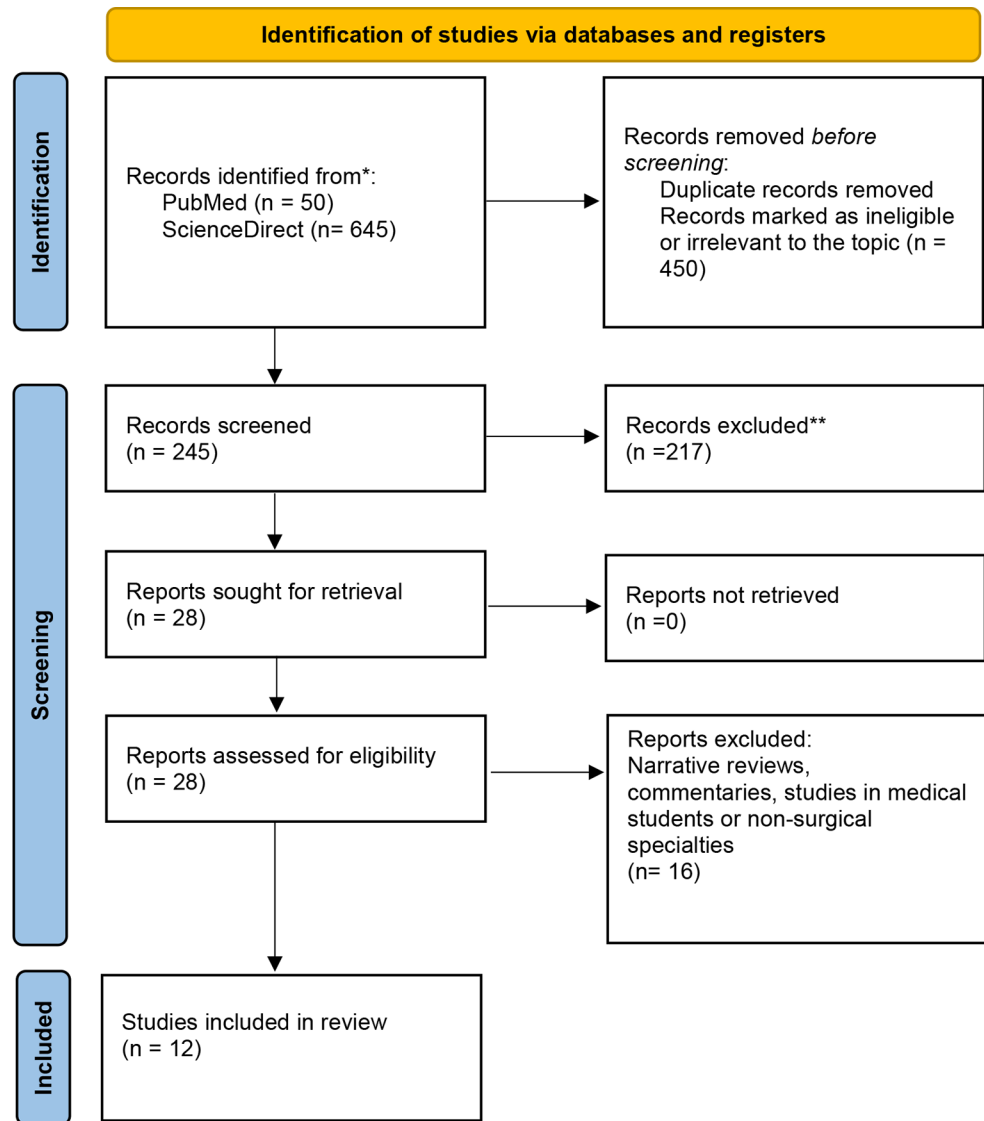 Identification of studies via databases and registers
Identification
Records identified from*:
PubMed (n = 50)
ScienceDirect (n= 645)
Records removed before
screening:
Duplicate records removed
Records marked as ineligible
or irrelevant to the topic (n =
450)
Screening
Records screened
(n = 245)
Records excluded**
(n =217)
Reports sought for retrieval
(n = 28)
Reports not retrieved
(n =0)
Reports assessed for eligibility
(n = 28)
Reports excluded:
Narrative reviews,
commentaries, studies in medical
students or non-surgical
specialties
(n= 16)
Included
Studies included in review
(n = 12)